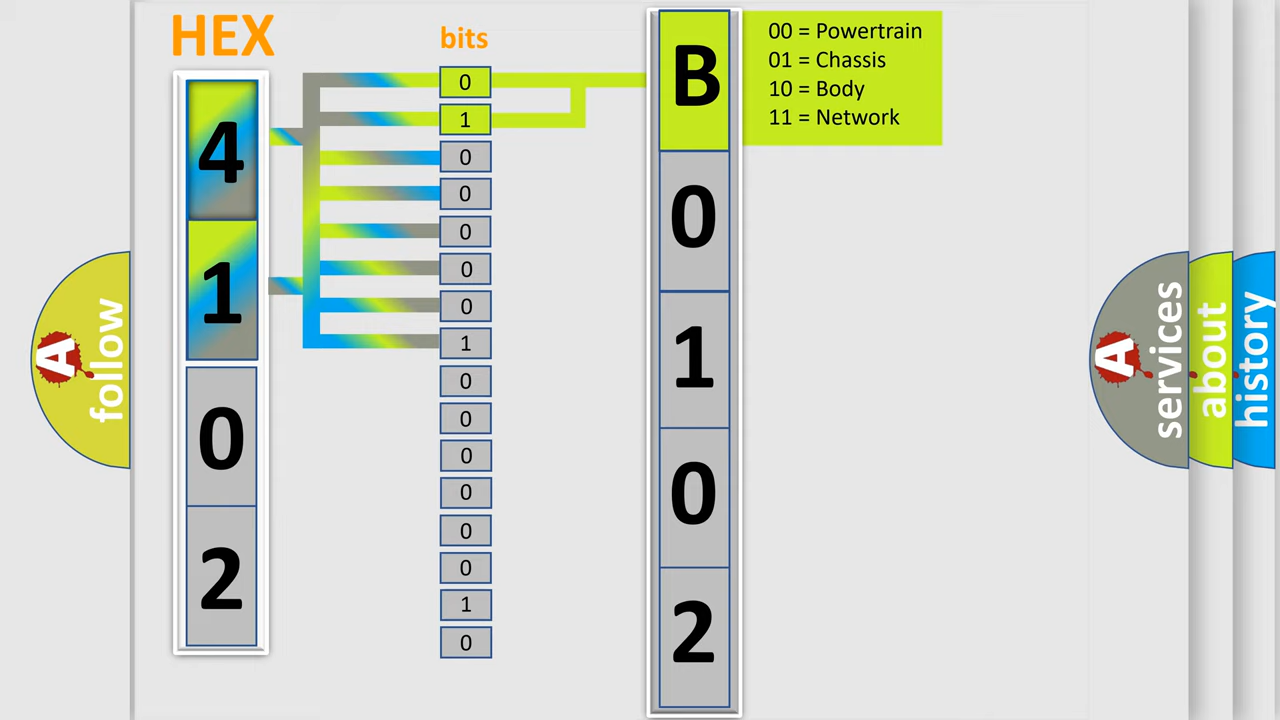 HEX
4
1
0
2
bits
0
1
0
0
0
0
0
1
0
0
0
0
0
0
1
0
B
0
1
0
2
00 = Powertrain
01 = Chassis
10 = Body
11 = Network
A
follow
A
services
about
history